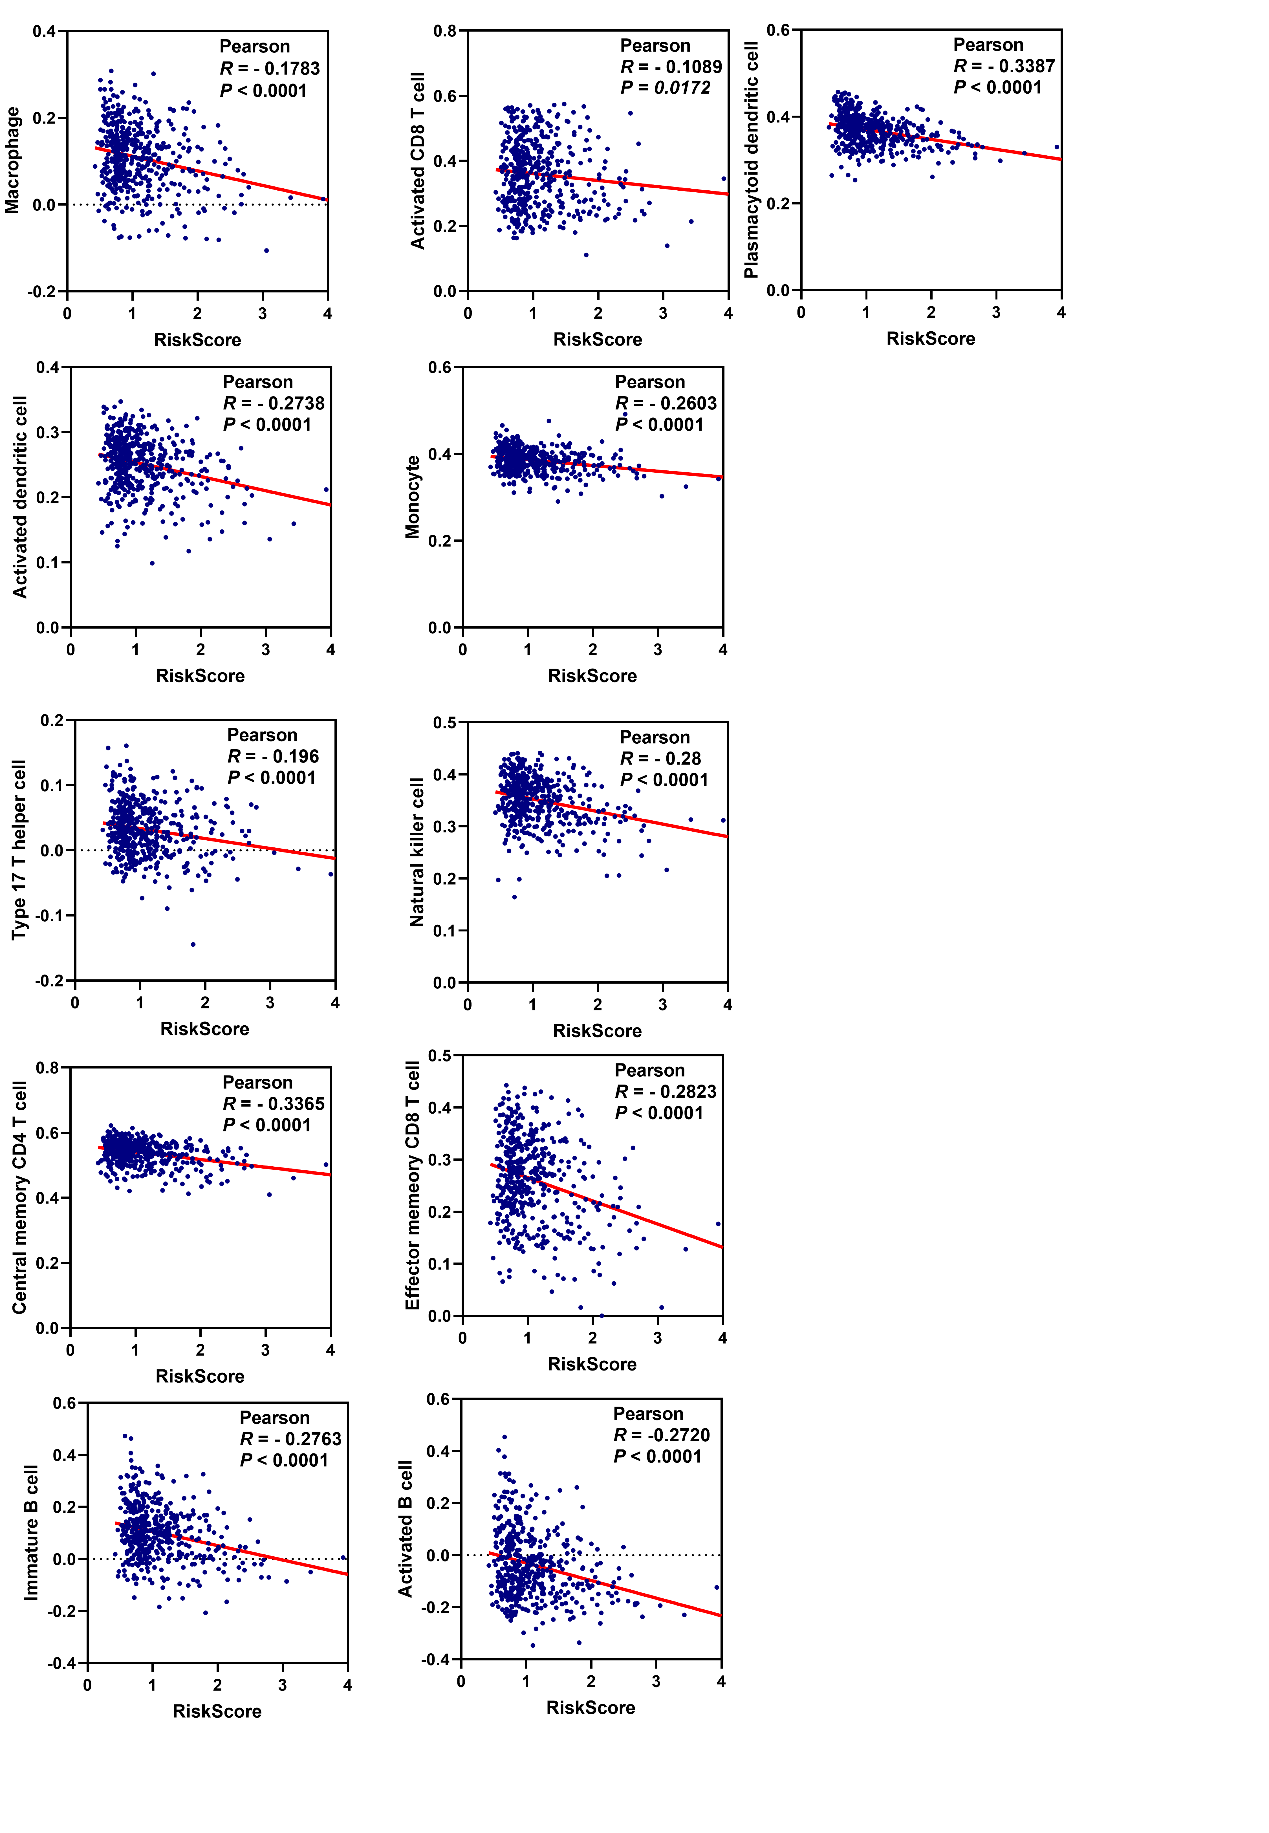 Pearson
R = - 0.1783
P < 0.0001
Macrophage
0.4
0.2
0.0
-0.2
0 1 2 3 4
RiskScore
Pearson
R = - 0.1089
P = 0.0172
Activated CD8 T cell
0.8
0.6
0.4
0.2
0.0
0 1 2 3 4
RiskScore
Pearson
R = - 0.3387
P < 0.0001
Plasmacytoid dendritic cell
0.6
0.4
0.2
0.0
0 1 2 3 4
RiskScore
Pearson
R = - 0.2738
P < 0.0001
Activated dendritic cell
0.4
0.3
0.2
0.1
0.0
0 1 2 3 4
RiskScore
Pearson
R = - 0.2603
P < 0.0001
Monocyte
0.6
0.4
0.2
0.0
0 1 2 3 4
RiskScore
Pearson
R = - 0.196
P < 0.0001
Type 17 T helper cell
0.2
0.1
0.0
-0.1
-0.2
0 1 2 3 4
RiskScore
Pearson
R = - 0.28
P < 0.0001
Natural killer cell
0.5
0.4
0.3
0.2
0.1
0.0
0 1 2 3 4
RiskScore
Pearson
R = - 0.3365
P < 0.0001
Central memory CD4 T cell
0.8
0.6
0.4
0.2
0.0
0 1 2 3 4
RiskScore
Pearson
R = - 0.2823
P < 0.0001
Effector memeory CD8 T cell
0.5
0.4
0.3
0.2
0.1
0.0
0 1 2 3 4
RiskScore
Pearson
R = - 0.2763
P < 0.0001
Immature B cell
0.6
0.4
0.2
0.0
-0.2
-0.4
0 1 2 3 4
RiskScore
Pearson
R = -0.2720
P < 0.0001
Activated B cell
0.6
0.4
0.2
0.0
-0.2
-0.4
0 1 2 3 4
RiskScore